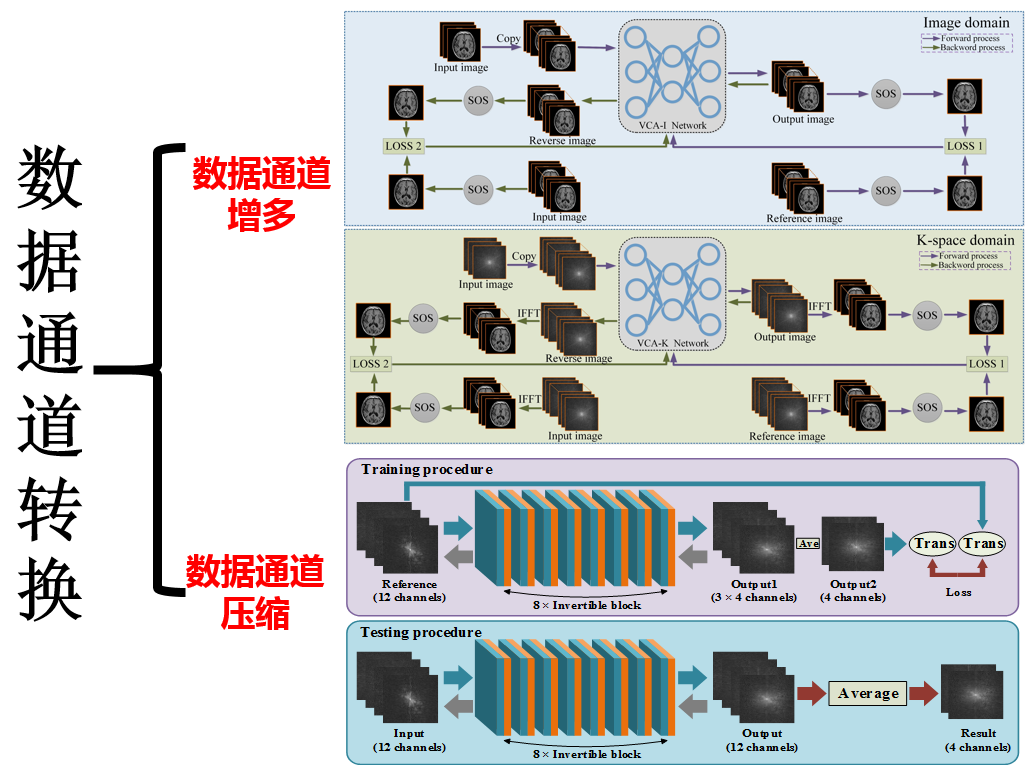 数据通道转换
数据通道
增多
数据通道
压缩
Image domain
Forward process
Backword process
Copy
Input image
VCA-I Network
Output image
SOS
SOS
Reverse image
LOSS 2
LOSS 1
SOS
Input image
SOS
Reference image
K-space domain
Forward process
Backword process
Copy
Input image
VCA-K Network
Output image
IFFT
SOS
SOS
IFFT
Reverse image
LOSS 2
LOSS 1
SOS
IFFT
Input image
IFFT
SOS
Reference image
Training procedure
Reference
(12 channels)
8 × Invertible block
Output1
(3 × 4 channels)
Ave
Output2
(4 channels)
Trans
Trans
Loss
Testing procedure
Input
(12 channels)
8 × Invertible block
Output
(12 channels)
Average
Result
(4 channels)